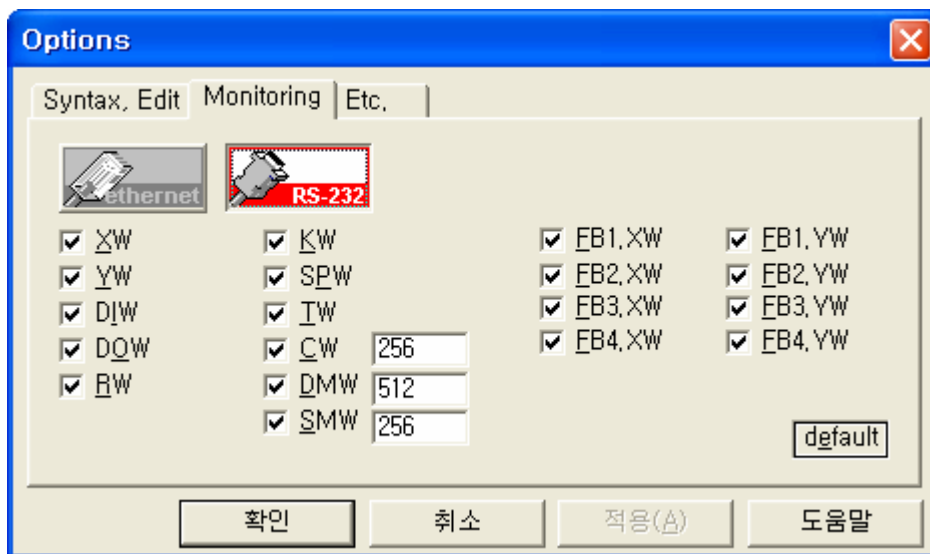 Options
Syntax, Edit Monitoring Etc,
ethernet RS-232
XW KW FB1,XW FB1,YW
YW SPW FB2,XW FB2,YW
DIW TW FB3,XW FB3,YW
DOW CW 256 FB4,XW FB4,YW
RW DMW 512
SMW 256
default
확인 취소 적용(A) 도움말